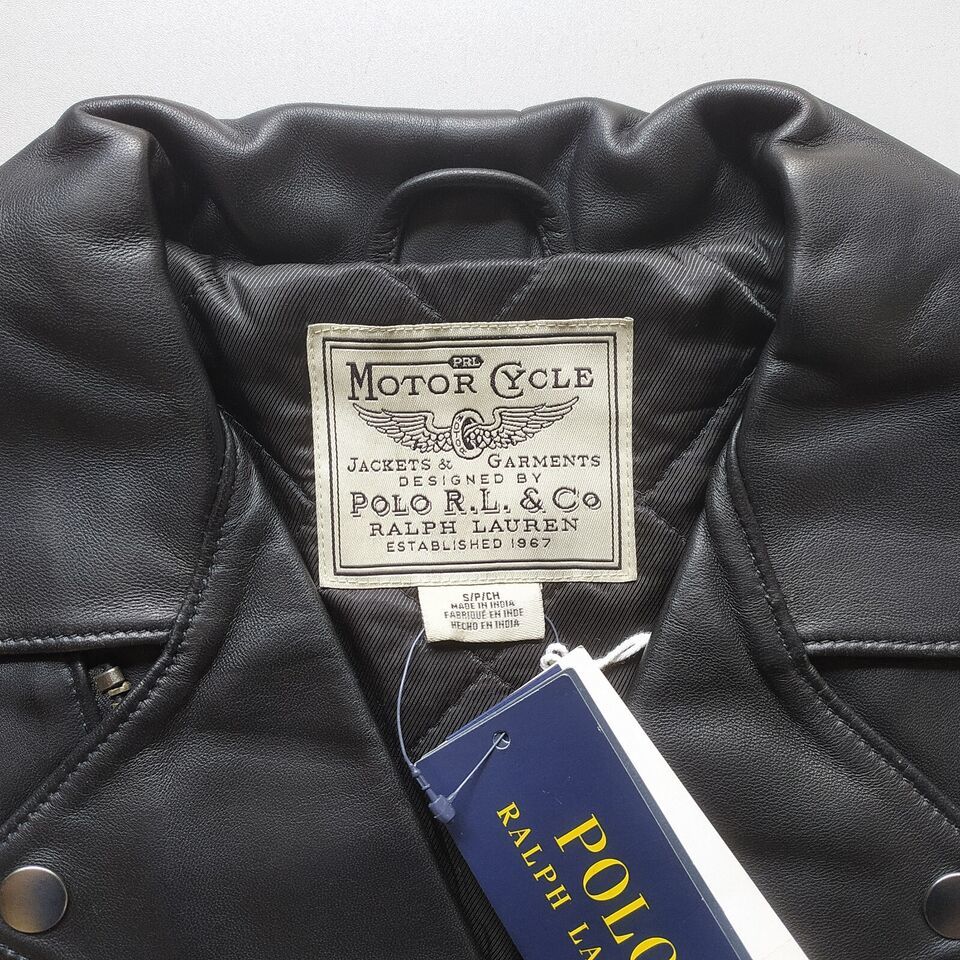 PRL
MOTOR CYCLE
POLO
JACKETS & GARMENTS
DESIGNED BY
POLO R.L. & CO
RALPH LAUREN
ESTABLISHED 1967
S/P/CH
MADE IN INDIA
FABRIQUÉ EN INDE
HECHO EN INDIA
POLO
RALPH LA